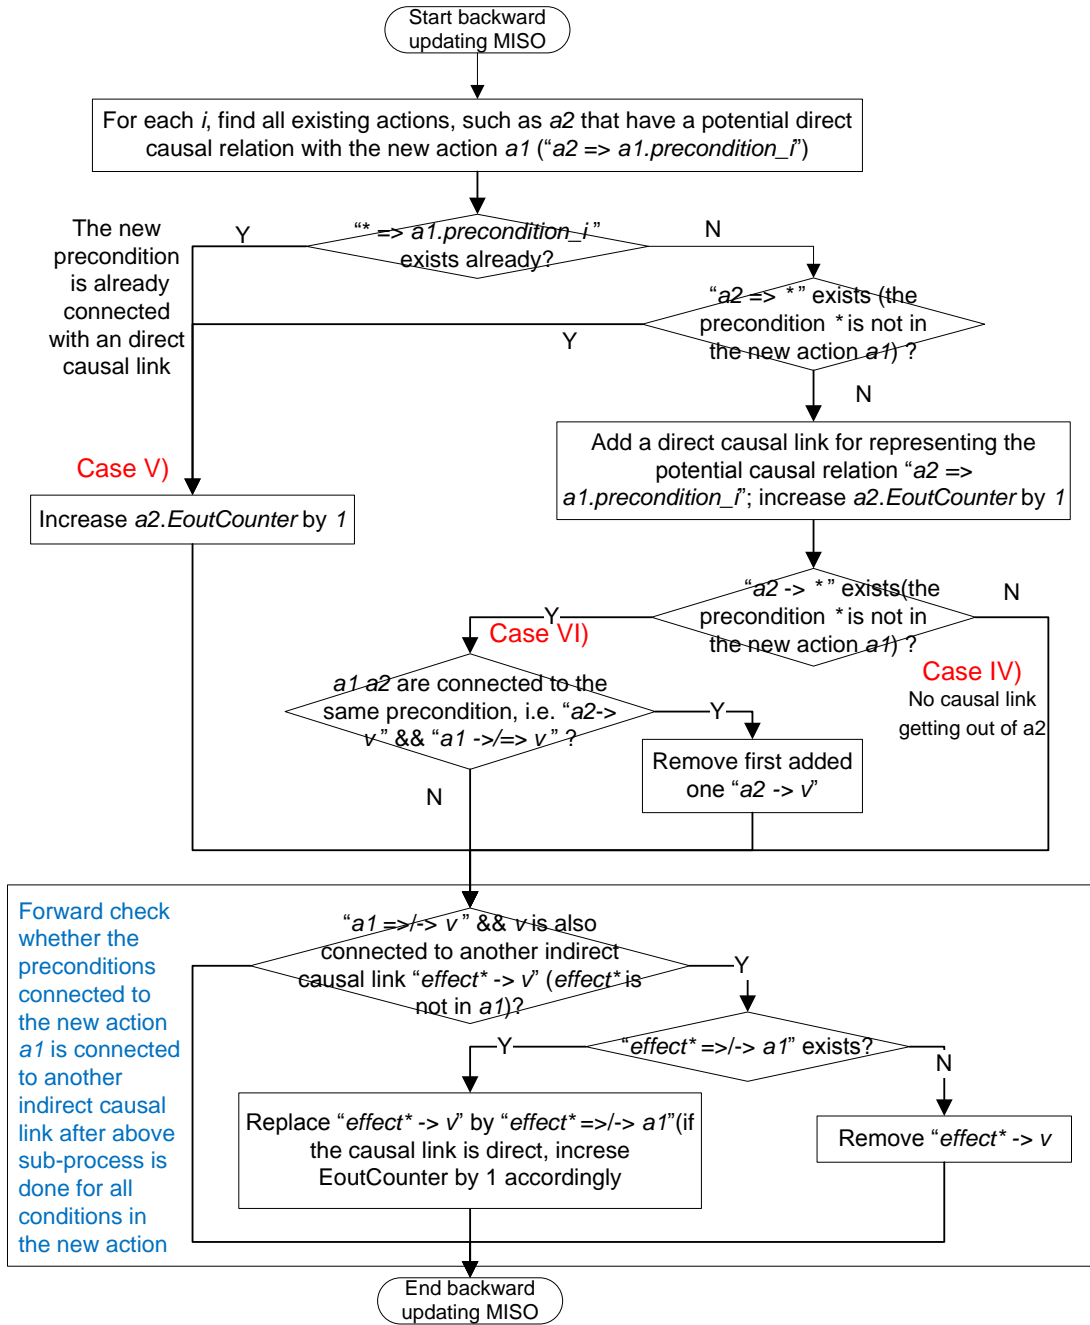 Start backward
updating MISO
For each i, find all existing actions, such as a2 that have a potential direct
causal relation with the new action a1 (“a2 => a1.precondition_i”)
The new
precondition
is already
connected
with an direct
causal link
Y
“* => a1.precondition_i”
exists already?
N
“a2 => *” exists (the
precondition * is not in
the new action a1) ?
Y
N
Case V)
Increase a2.EoutCounter by 1
Add a direct causal link for representing the
potential causal relation “a2 =>
a1.precondition_i”; increase a2.EoutCounter by 1
“a2 -> *” exists(the
precondition * is not in
the new action a1) ?
Y
N
Case VI)
Case IV)
No causal link
getting out of a2
a1 a2 are connected to the
same precondition, i.e. “a2->
v” && “a1 ->/=> v” ?
Y
N
Remove first added
one “a2 -> v”
Forward check
whether the
preconditions
connected to
the new action
a1 is connected
to another
indirect causal
link after above
sub-process is
done for all
conditions in
the new action
“a1 =>/-> v” && v is also
connected to another indirect
causal link “effect* -> v” (effect* is
not in a1)?
Y
“effect* =>/-> a1” exists?
Y
N
Replace “effect* -> v” by “effect* =>/-> a1”(if
the causal link is direct, increse
EoutCounter by 1 accordingly
Remove “effect* -> v
End backward
updating MISO